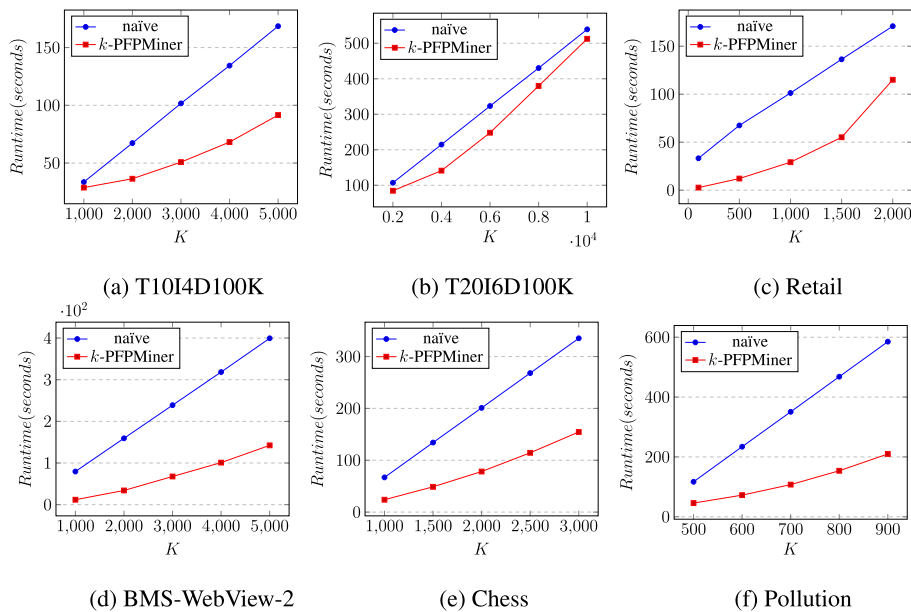 naïve
k-PFPMiner
150
100
50
Runtime(seconds)
1,000 2,000 3,000 4,000 5,000
K
(a) T10I4D100K
naïve
k-PFPMiner
500
400
300
200
100
Runtime(seconds)
0.2 0.4 0.6 0.8 1
K
·10⁴
(b) T20I6D100K
naïve
k-PFPMiner
150
100
50
0
Runtime(seconds)
0 500 1,000 1,500 2,000
K
(c) Retail
·10²
naïve
k-PFPMiner
4
3
2
1
0
Runtime(seconds)
1,000 2,000 3,000 4,000 5,000
K
(d) BMS-WebView-2
naïve
k-PFPMiner
300
200
100
0
Runtime(seconds)
1,000 1,500 2,000 2,500 3,000
K
(e) Chess
naïve
k-PFPMiner
600
400
200
0
Runtime(seconds)
500 600 700 800 900
K
(f) Pollution